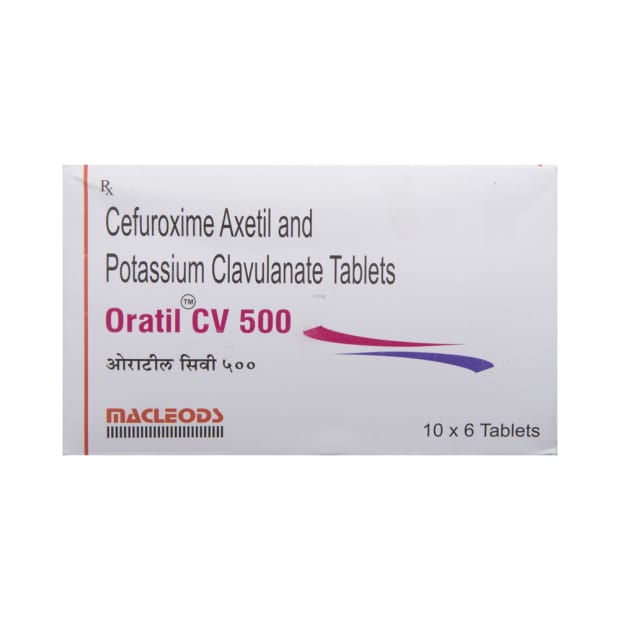 Rx
Cefuroxime Axetil and
Potassium Clavulanate Tablets
Oratil™ CV 500
ओराटील सिवी ५००
MACLEODS
10 x 6 Tablets